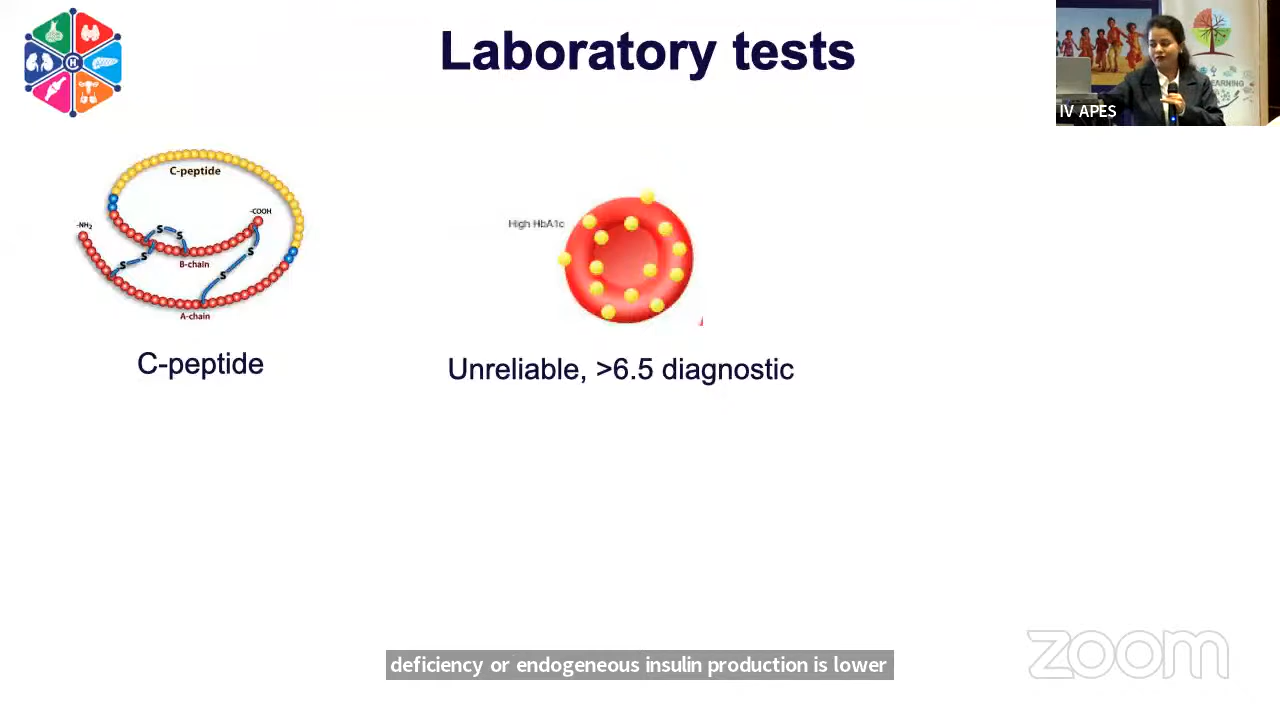 Laboratory tests
IV APES
LEARNING
C-peptide
-NH2
-COOH
S
S
S
S
S
S
B-chain
A-chain
High HbA1c
C-peptide
Unreliable, >6.5 diagnostic
deficiency or endogeneous insulin production is lower
zoom
H